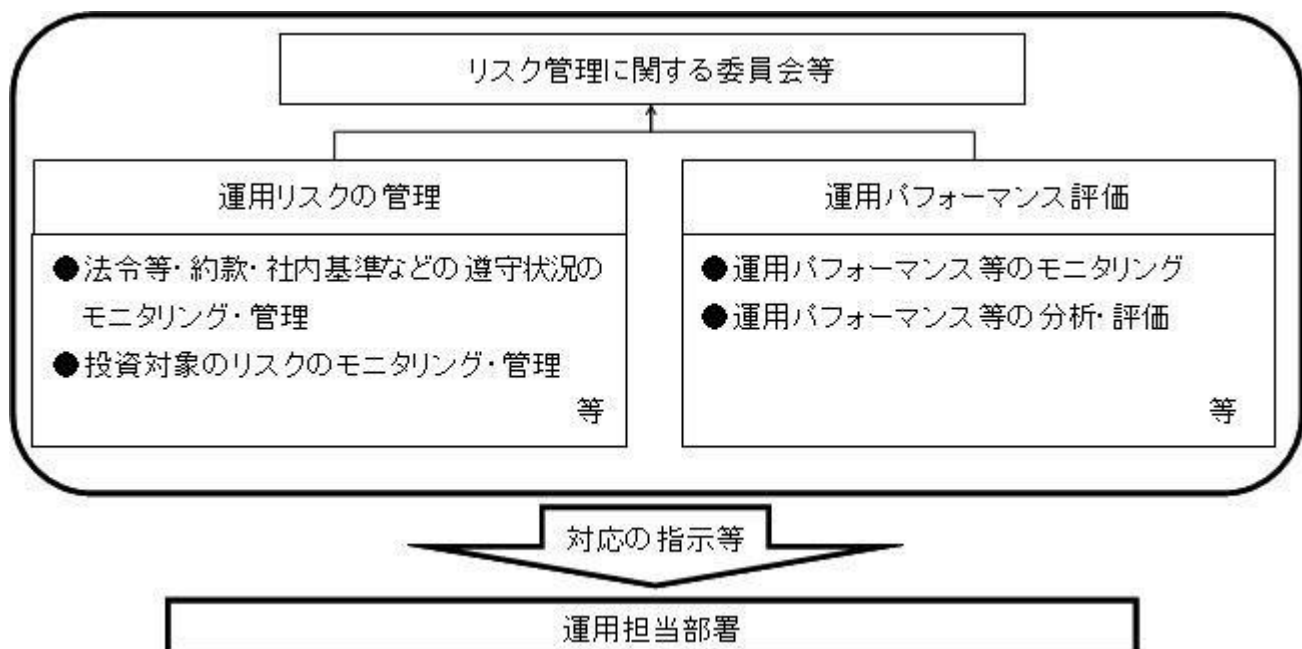 リスク管理に関する委員会等
運用リスクの管理
●法令等・約款・社内基準などの遵守状況の
モニタリング・管理
●投資対象のリスクのモニタリング・管理
等
運用パフォーマンス評価
●運用パフォーマンス等のモニタリング
●運用パフォーマンス等の分析・評価
等
対応の指示等
運用担当部署